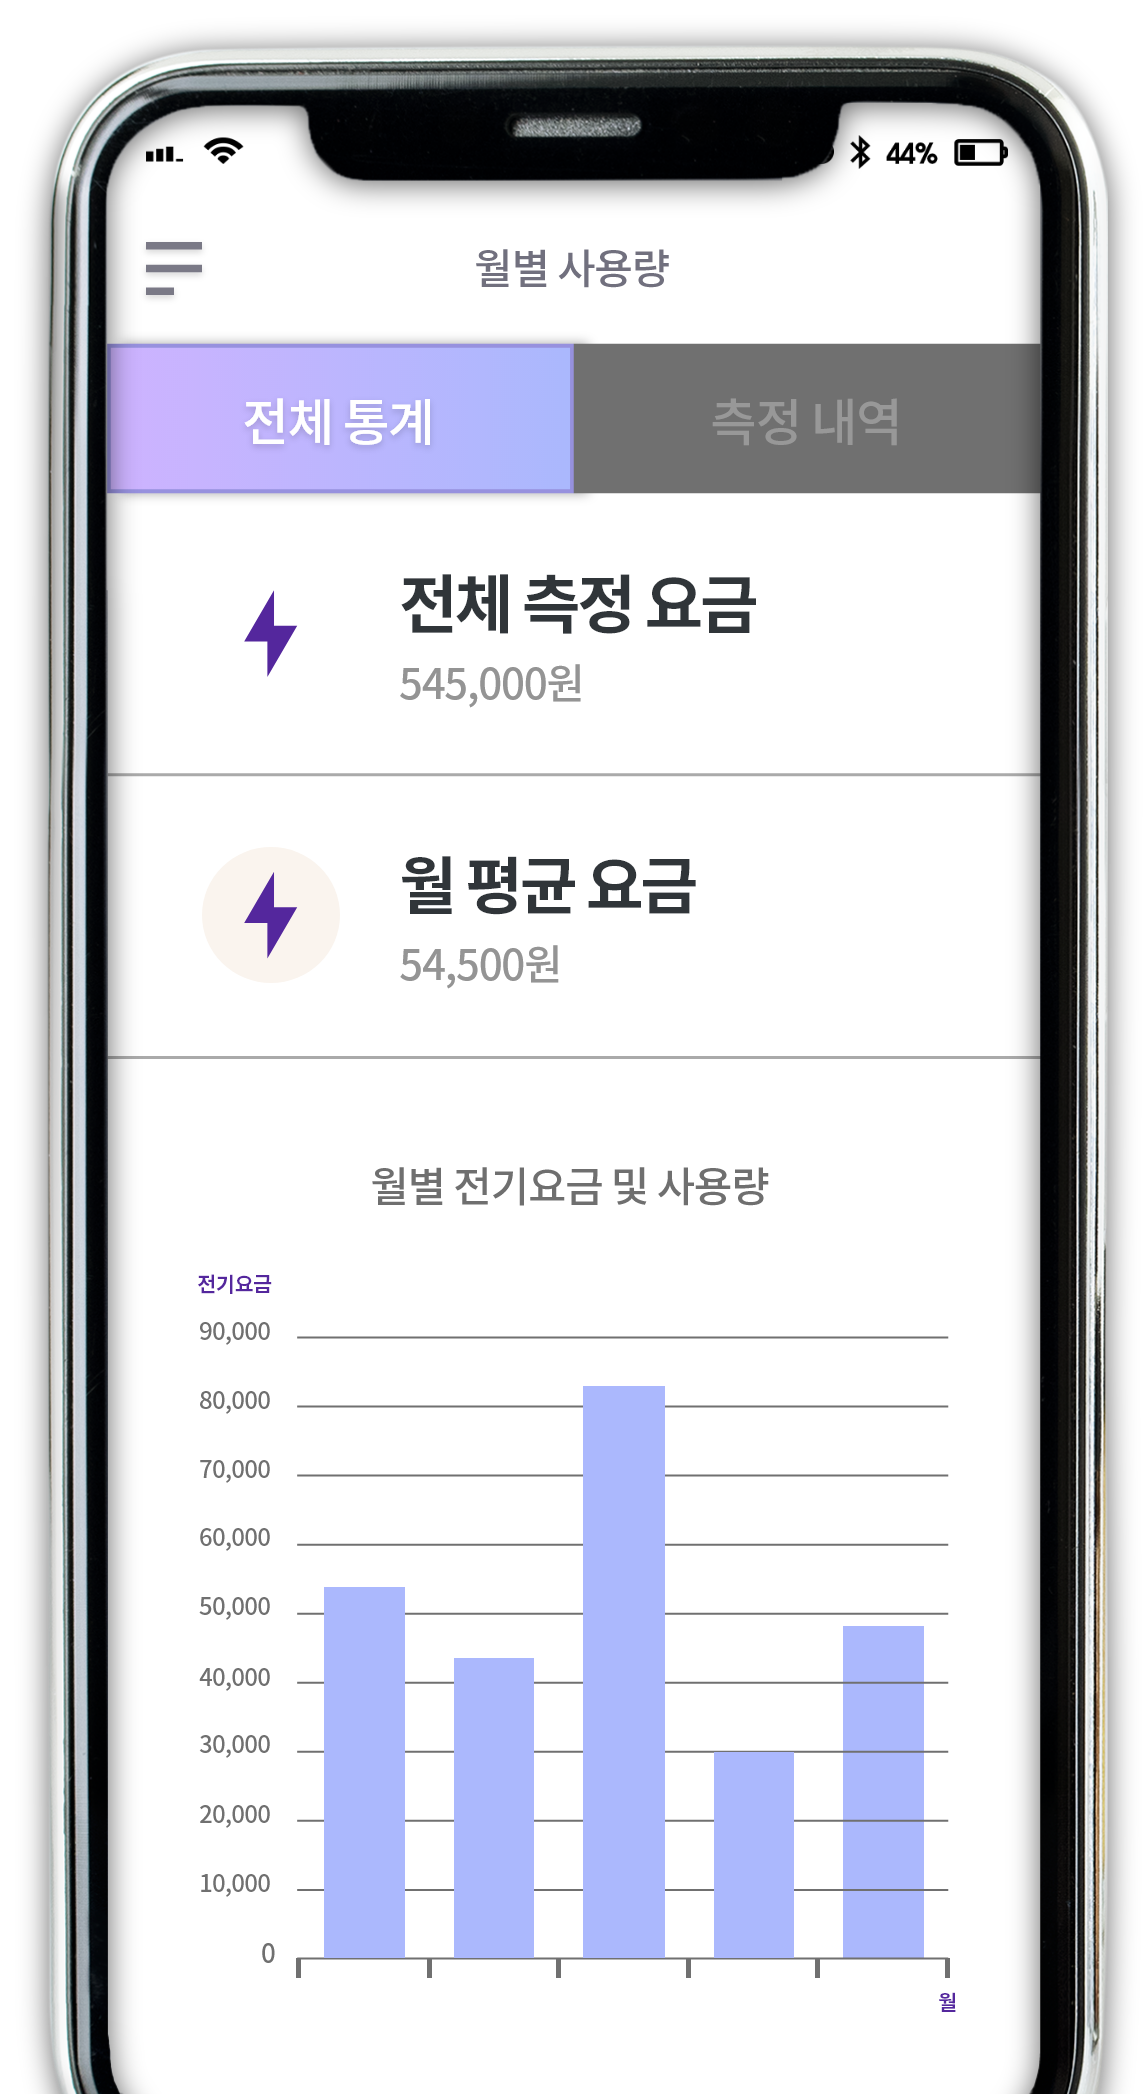 44%
월별 사용량
전체 통계
측정 내역
전체 측정 요금
545,000원
월 평균 요금
54,500원
월별 전기요금 및 사용량
전기요금
90,000
80,000
70,000
60,000
50,000
40,000
30,000
20,000
10,000
0
월